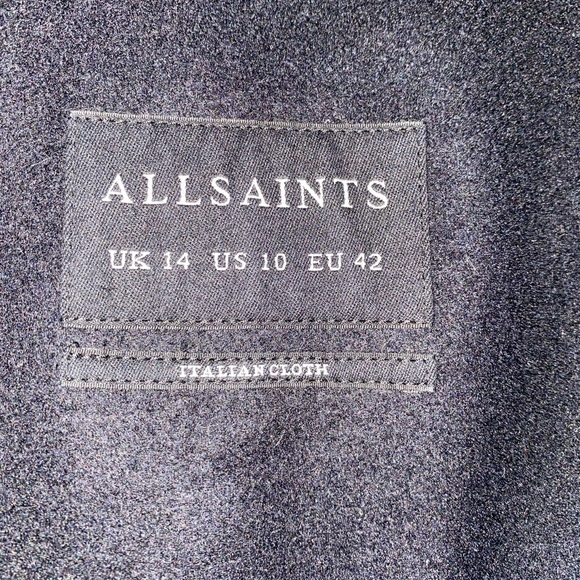 ALLSAINTS
UK 14 US 10 EU 42
ITALIAN CLOTH